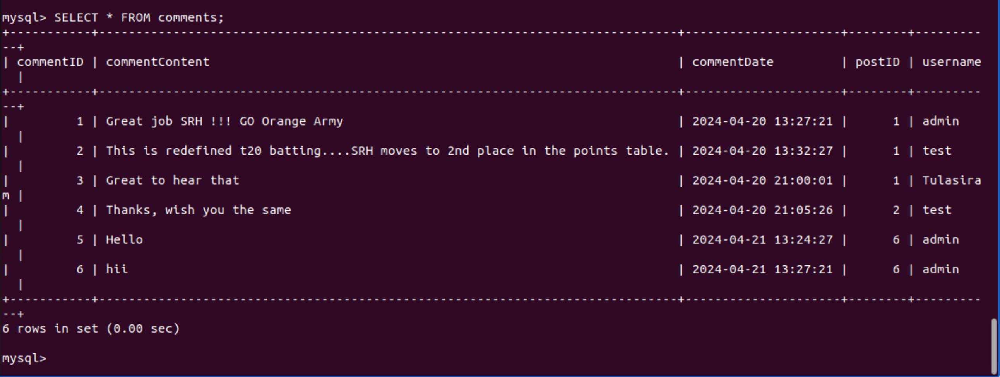 mysql> SELECT * FROM comments;
+-----------+------------------------------------------------------------------------------+---------------------+--------+---------
--+
| commentID | commentContent                                                               | commentDate         | postID | username
  |
+-----------+------------------------------------------------------------------------------+---------------------+--------+---------
--+
|         1 | Great job SRH !!! GO Orange Army                                             | 2024-04-20 13:27:21 |      1 | admin
  |
|         2 | This is redefined t20 batting....SRH moves to 2nd place in the points table. | 2024-04-20 13:32:27 |      1 | test
  |
|         3 | Great to hear that                                                           | 2024-04-20 21:00:01 |      1 | Tulasira
m |
|         4 | Thanks, wish you the same                                                    | 2024-04-20 21:05:26 |      2 | test
  |
|         5 | Hello                                                                        | 2024-04-21 13:24:27 |      6 | admin
  |
|         6 | hii                                                                          | 2024-04-21 13:27:21 |      6 | admin
  |
+-----------+------------------------------------------------------------------------------+---------------------+--------+---------
--+
6 rows in set (0.00 sec)
mysql>